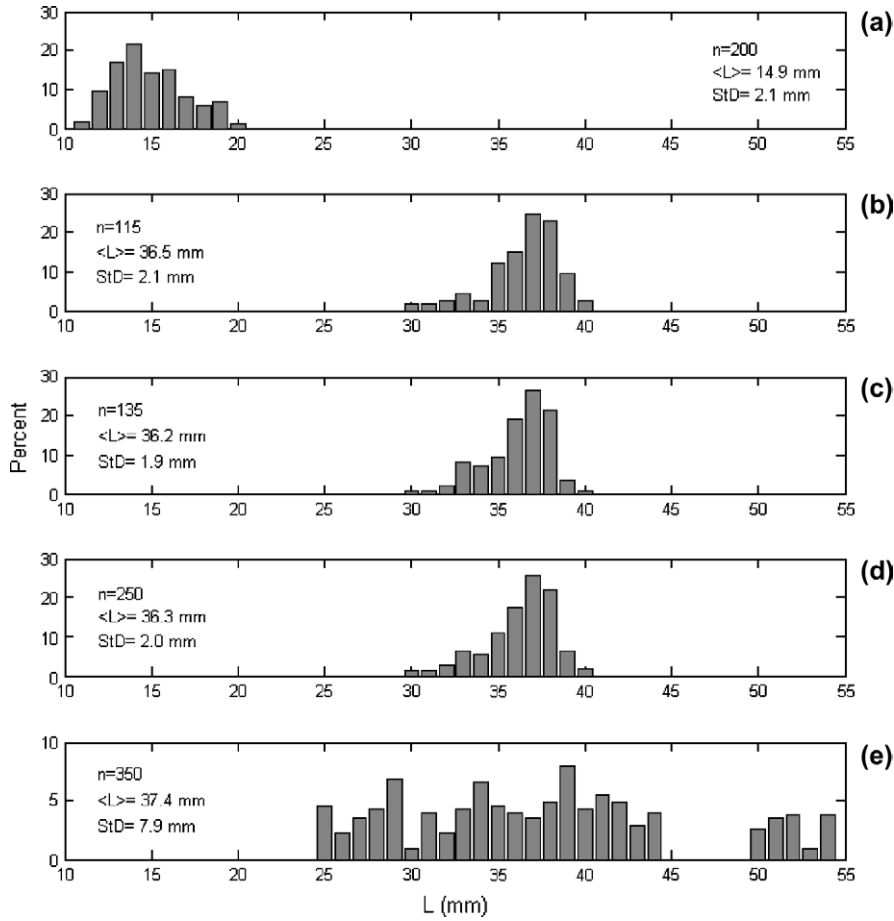 (a)
30
20
10
0
n=200
<L>= 14.9 mm
StD= 2.1 mm
10 15 20 25 30 35 40 45 50 55
(b)
30
20
10
0
n=115
<L>= 36.5 mm
StD= 2.1 mm
10 15 20 25 30 35 40 45 50 55
(c)
30
20
10
0
n=135
<L>= 36.2 mm
StD= 1.9 mm
10 15 20 25 30 35 40 45 50 55
Percent
(d)
30
20
10
0
n=250
<L>= 36.3 mm
StD= 2.0 mm
10 15 20 25 30 35 40 45 50 55
(e)
10
5
0
n=350
<L>= 37.4 mm
StD= 7.9 mm
10 15 20 25 30 35 40 45 50 55
L (mm)